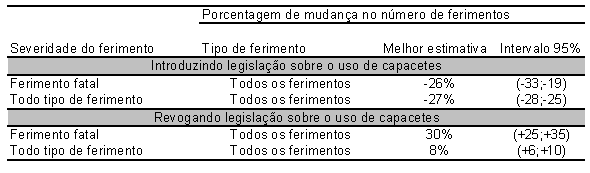 Porcentagem de mudança no número de ferimentos
Severidade do ferimento Tipo de ferimento Melhor estimativa Intervalo 95%
Introduzindo legislação sobre o uso de capacetes
Ferimento fatal Todos os ferimentos -26% (-33;-19)
Todo tipo de ferimento Todos os ferimentos -27% (-28;-25)
Revogando legislação sobre o uso de capacetes
Ferimento fatal Todos os ferimentos 30% (+25;+35)
Todo tipo de ferimento Todos os ferimentos 8% (+6;+10)